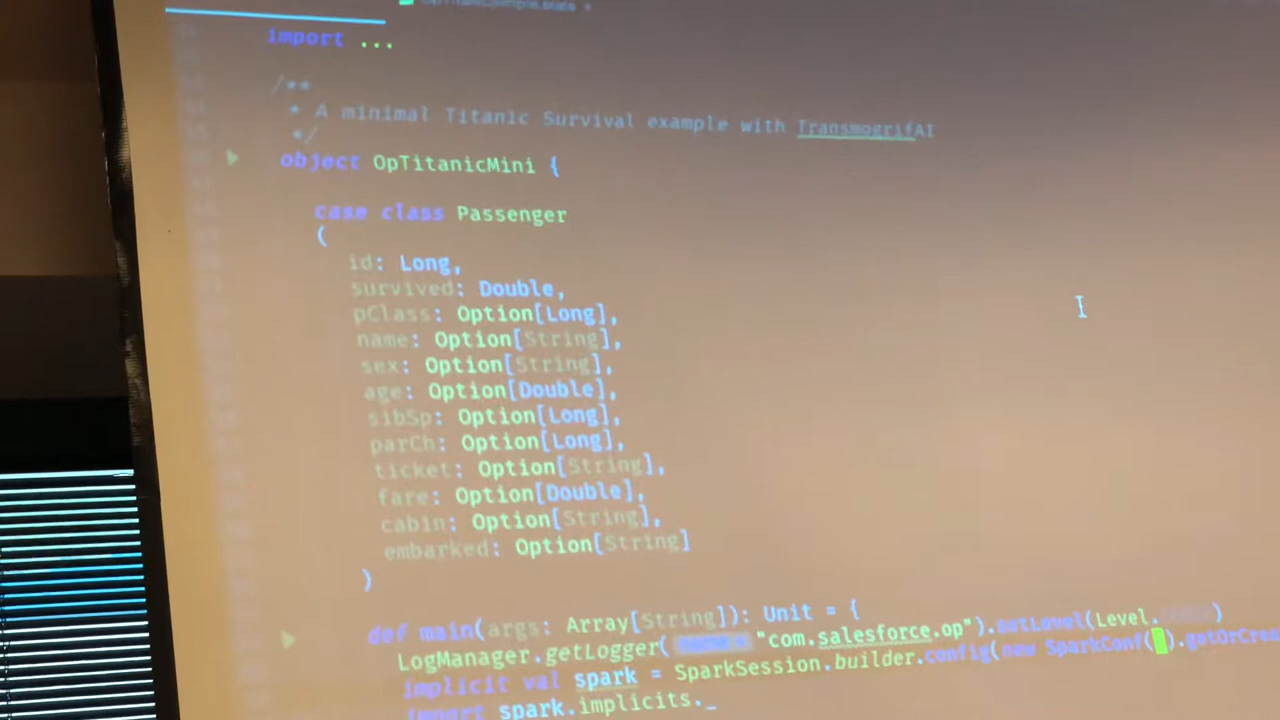 import ...
/**
* A minimal Titanic Survival example with TransmogrifAI
*/
object OpTitanicMini {
case class Passenger
(
id: Long,
survived: Double,
pClass: Option[Long],
name: Option[String],
sex: Option[String],
age: Option[Double],
sibSp: Option[Long],
parCh: Option[Long],
ticket: Option[String],
fare: Option[Double],
cabin: Option[String],
embarked: Option[String]
)
def main(args: Array[String]): Unit = {
LogManager.getLogger( "com.salesforce.op").setLevel(Level. )
implicit val spark = SparkSession.builder.config(new SparkConf().getOrCrea
import spark.implicits._